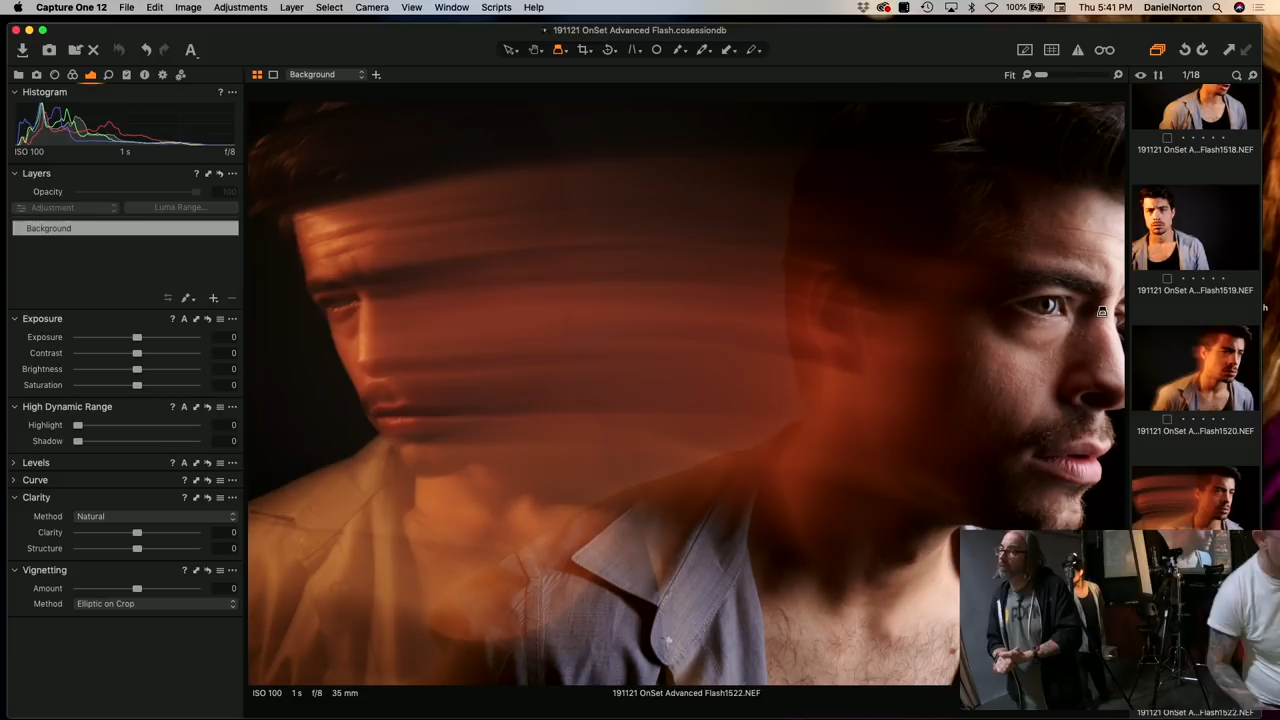 Capture One 12 File Edit Image Adjustments Layer Select Camera View Window Scripts Help 100% Thu 5:41 PM DanielNorton
191121 OnSet Advanced Flash.cosessiondb
Background
Fit
1/18
Histogram
ISO 100 1 s f/8
Layers
Opacity 100
Adjustment Luma Range...
Background
Exposure
Exposure 0
Contrast 0
Brightness 0
Saturation 0
High Dynamic Range
Highlight 0
Shadow 0
Levels
Curve
Clarity
Method Natural
Clarity 0
Structure 0
Vignetting
Amount 0
Method Elliptic on Crop
191121 OnSet A...Flash1518.NEF
191121 OnSet A...Flash1519.NEF
191121 OnSet A...Flash1520.NEF
ISO 100 1 s f/8 35 mm
191121 OnSet Advanced Flash1522.NEF
191121 OnSet A...Flash1522.NEF